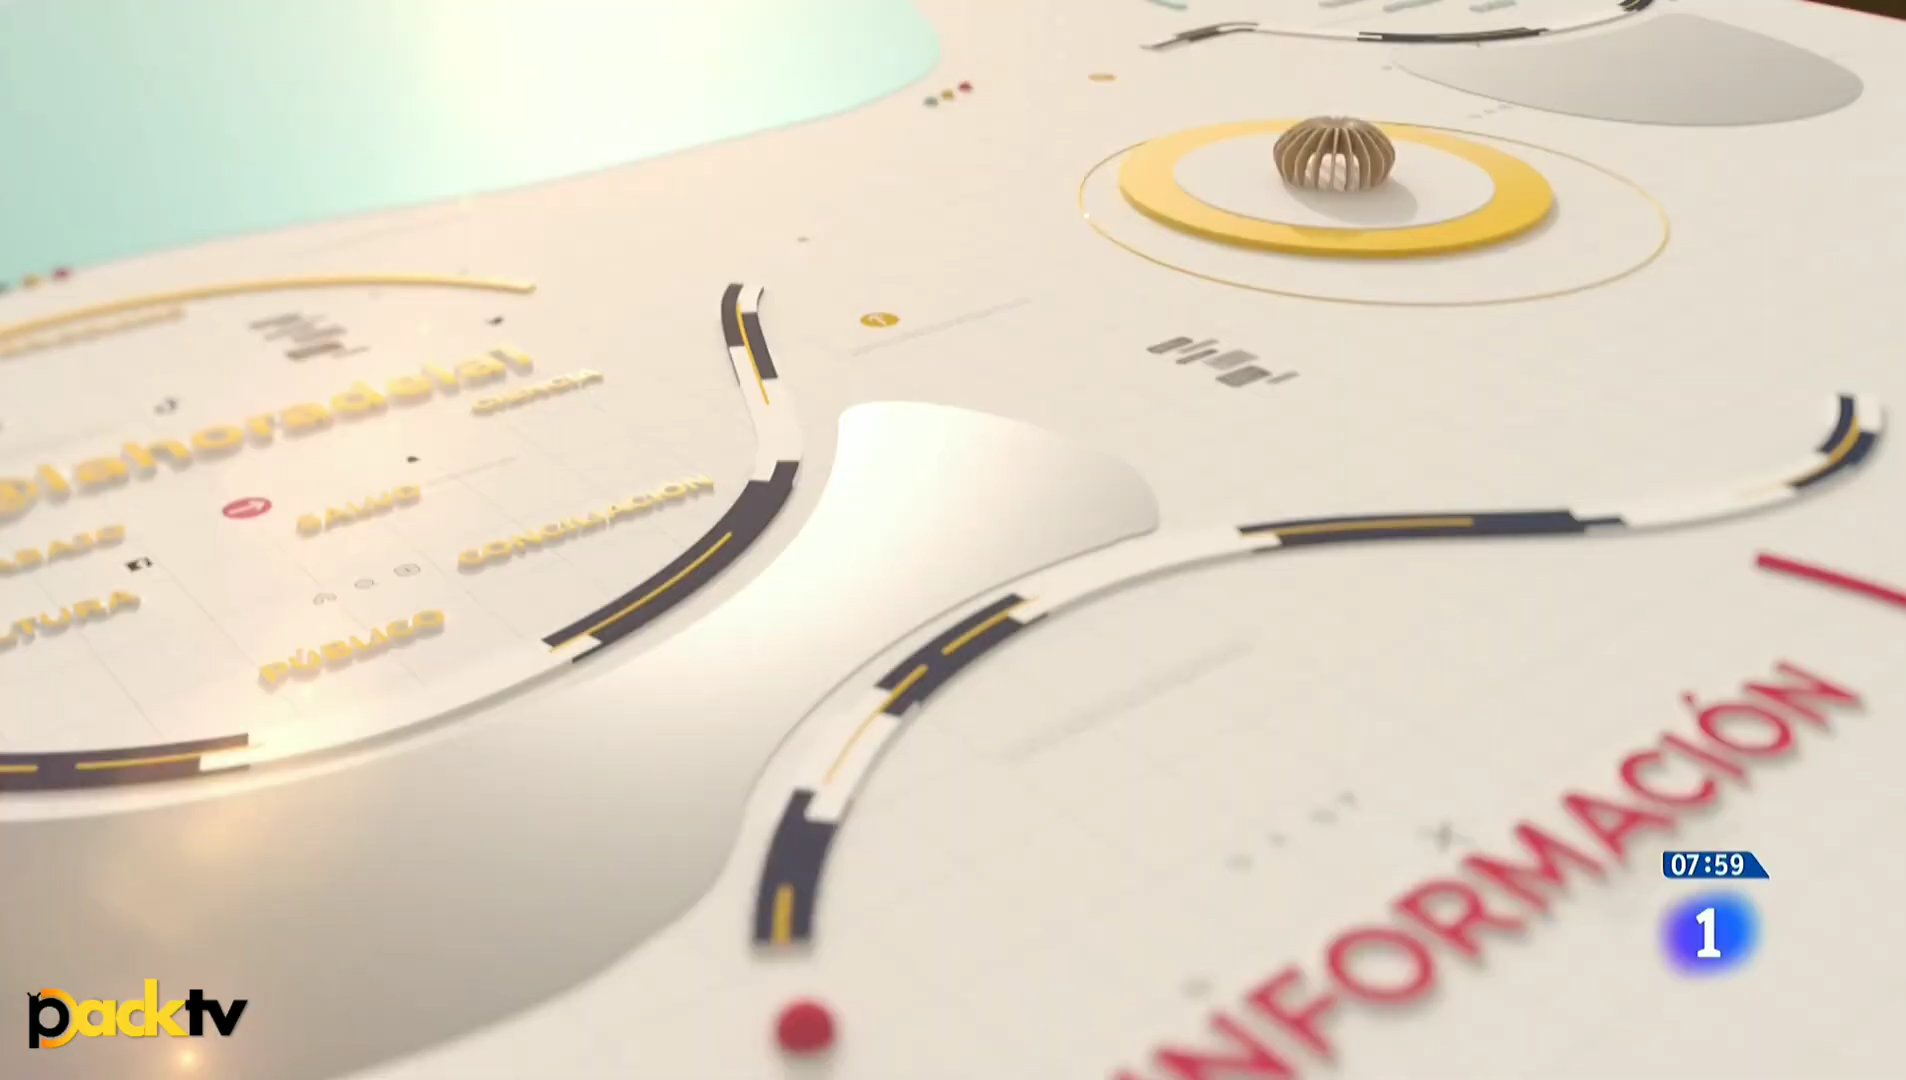 @lahoradela1
CIENCIA
SALUD
CONCILIACIÓN
PÚBLICO
INFORMACIÓN
07:59
1
packtv